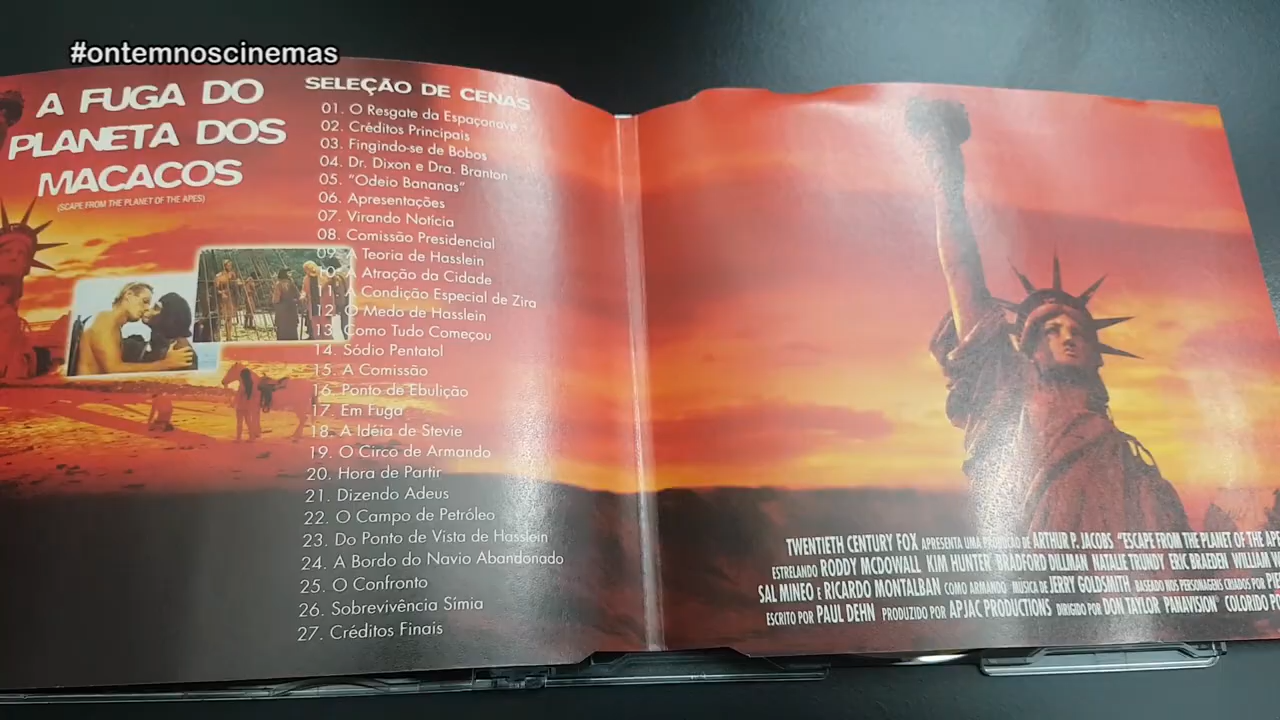 #ontemnoscinemas
A FUGA DO
PLANETA DOS
MACACOS
(SCAPE FROM THE PLANET OF THE APES)
SELEÇÃO DE CENAS
01. O Resgate da Espaçonave
02. Créditos Principais
03. Fingindo-se de Bobos
04. Dr. Dixon e Dra. Branton
05. "Odeio Bananas"
06. Apresentações
07. Virando Notícia
08. Comissão Presidencial
09. A Teoria de Hasslein
10. A Atração da Cidade
11. A Condição Especial de Zira
12. O Medo de Hasslein
13. Como Tudo Começou
14. Sódio Pentatol
15. A Comissão
16. Ponto de Ebulição
17. Em Fuga
18. A Idéia de Stevie
19. O Circo de Armando
20. Hora de Partir
21. Dizendo Adeus
22. O Campo de Petróleo
23. Do Ponto de Vista de Hasslein
24. A Bordo do Navio Abandonado
25. O Confronto
26. Sobrevivência Símia
27. Créditos Finais
TWENTIETH CENTURY FOX APRESENTA UMA PRODUÇÃO DE ARTHUR P. JACOBS "ESCAPE FROM THE PLANET OF THE
ESTRELANDO RODDY MCDOWALL KIM HUNTER BRADFORD DILLMAN NATALIE TRUNDY ERIC BRAEDEN WILLIAM
SAL MINEO E RICARDO MONTALBAN COMO ARMANDO MÚSICA DE JERRY GOLDSMITH BASEADO NOS PERSONAGENS CRIADOS POR
ESCRITO POR PAUL DEHN PRODUZIDO POR APJAC PRODUCTIONS DIRIGIDO POR DON TAYLOR PANAVISION® COLORIDO